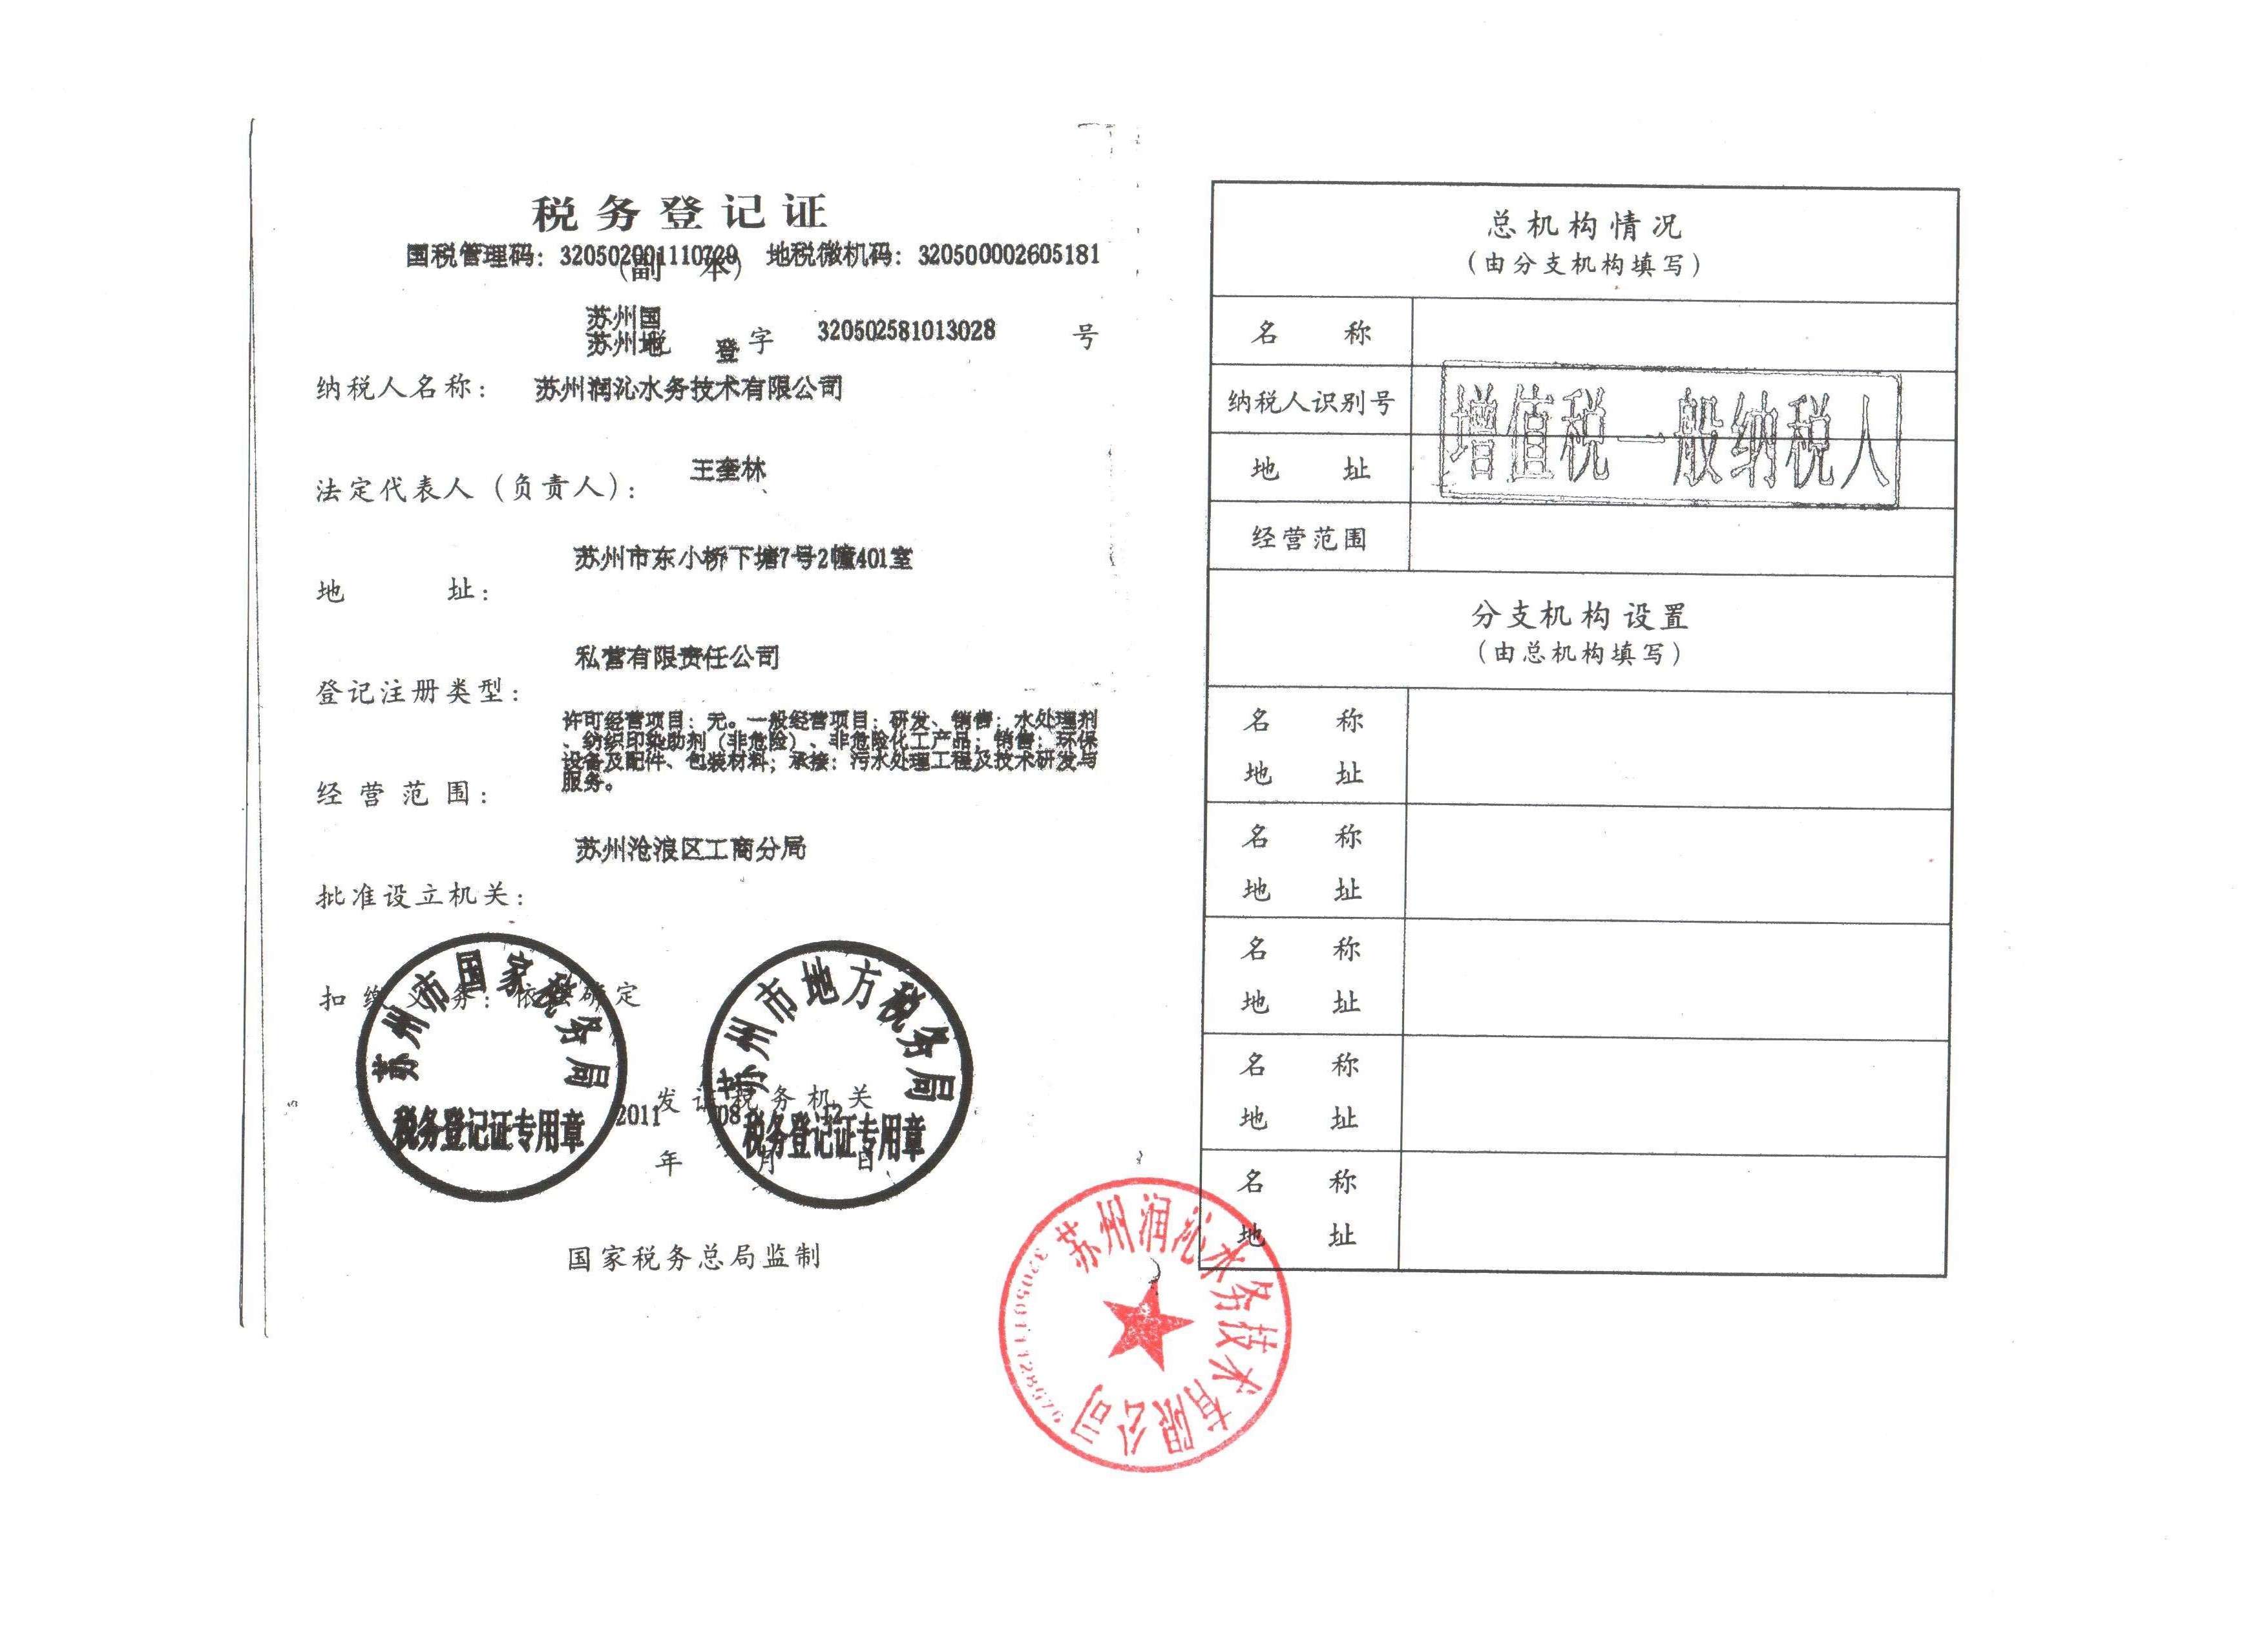 税务登记证
国税管理码：320502001110729 地税微机码：320500002605181
（副 本）
苏州国
苏州地税 登字 320502581013028 号
纳税人名称： 苏州润沁水务技术有限公司
法定代表人（负责人）： 王奎林
地 址： 苏州市东小桥下塘7号2幢401室
登记注册类型： 私营有限责任公司
经营范围： 许可经营项目：无。一般经营项目：研发、销售：水处理剂
、纺织印染助剂（非危险）、非危险化工产品；销售：环保
设备及配件、包装材料；承接：污水处理工程及技术研发与
服务。
批准设立机关： 苏州沧浪区工商分局
扣缴义务：依法确定
苏州市国家税务局
税务登记证专用章
苏州市地方税务局
税务登记证专用章
发证税务机关
2011 08 12
年 月 日
国家税务总局监制
总机构情况
（由分支机构填写）
名 称
纳税人识别号
地 址
经营范围
增值税一般纳税人
分支机构设置
（由总机构填写）
名 称
地 址
名 称
地 址
名 称
地 址
名 称
地 址
名 称
地 址
苏州润沁水务技术有限公司